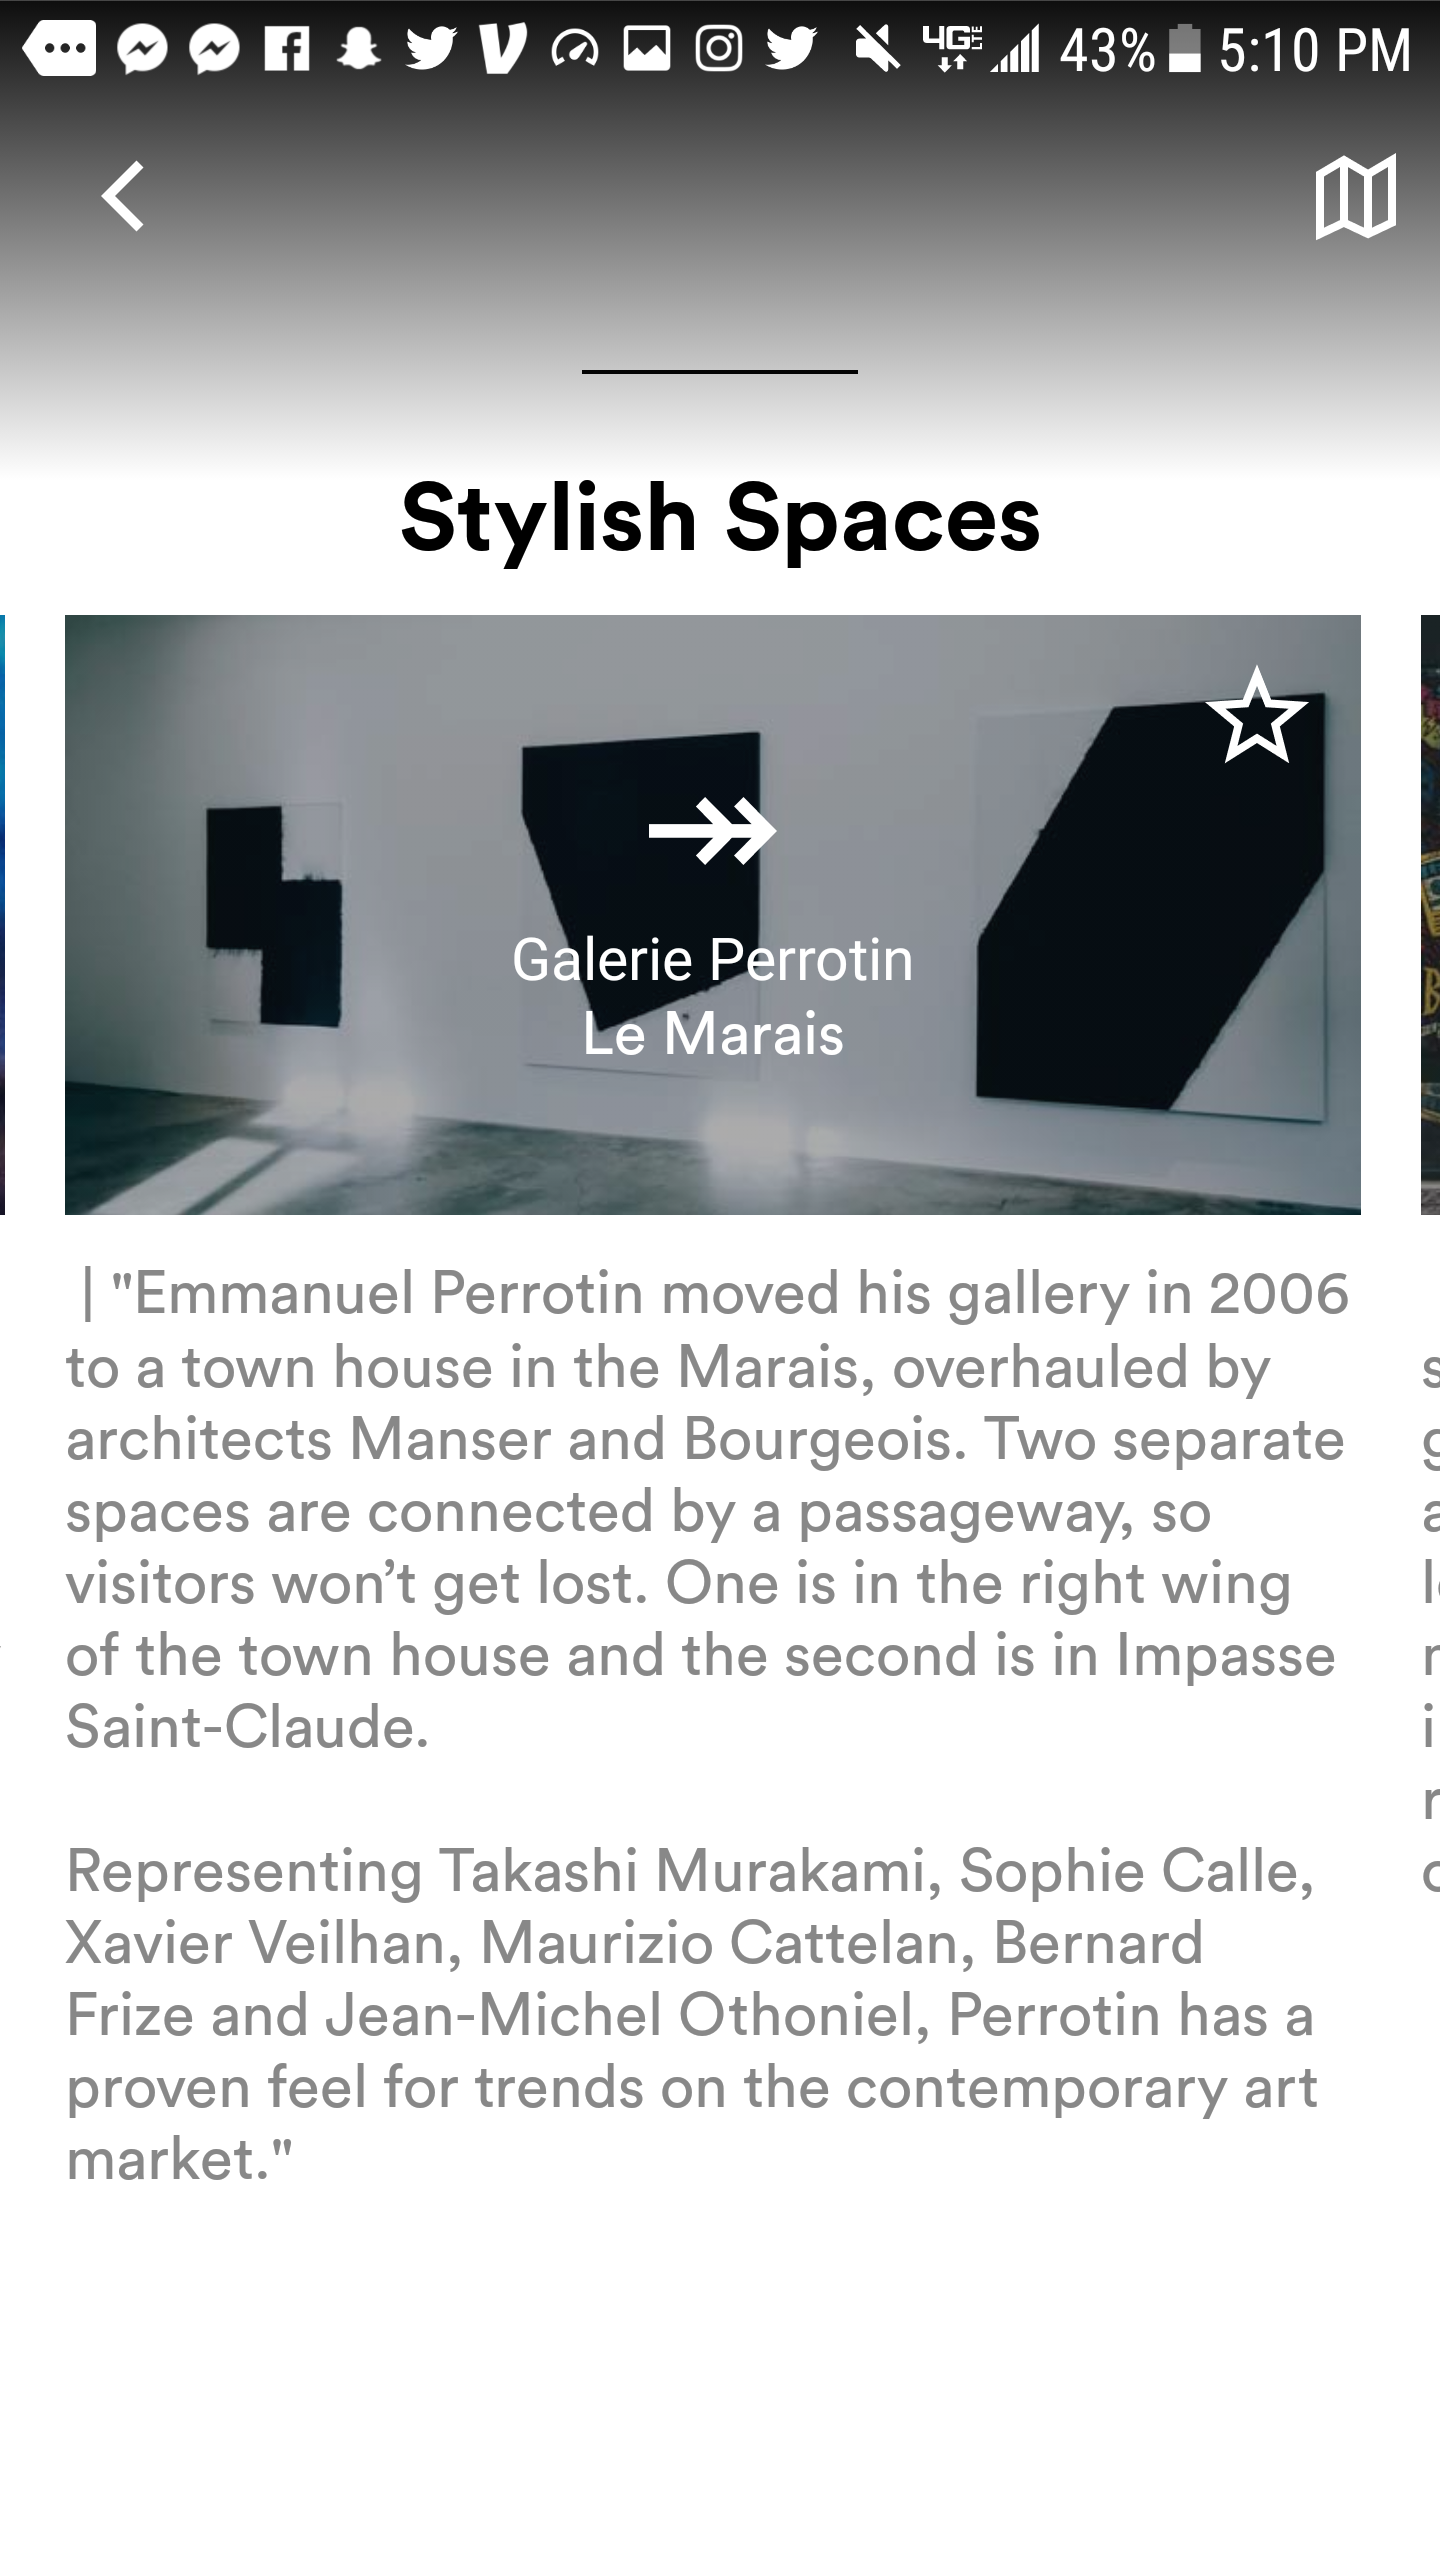 43% 5:10 PM
Stylish Spaces
Galerie Perrotin
Le Marais
| "Emmanuel Perrotin moved his gallery in 2006
to a town house in the Marais, overhauled by
architects Manser and Bourgeois. Two separate
spaces are connected by a passageway, so
visitors won’t get lost. One is in the right wing
of the town house and the second is in Impasse
Saint-Claude.
Representing Takashi Murakami, Sophie Calle,
Xavier Veilhan, Maurizio Cattelan, Bernard
Frize and Jean-Michel Othoniel, Perrotin has a
proven feel for trends on the contemporary art
market."